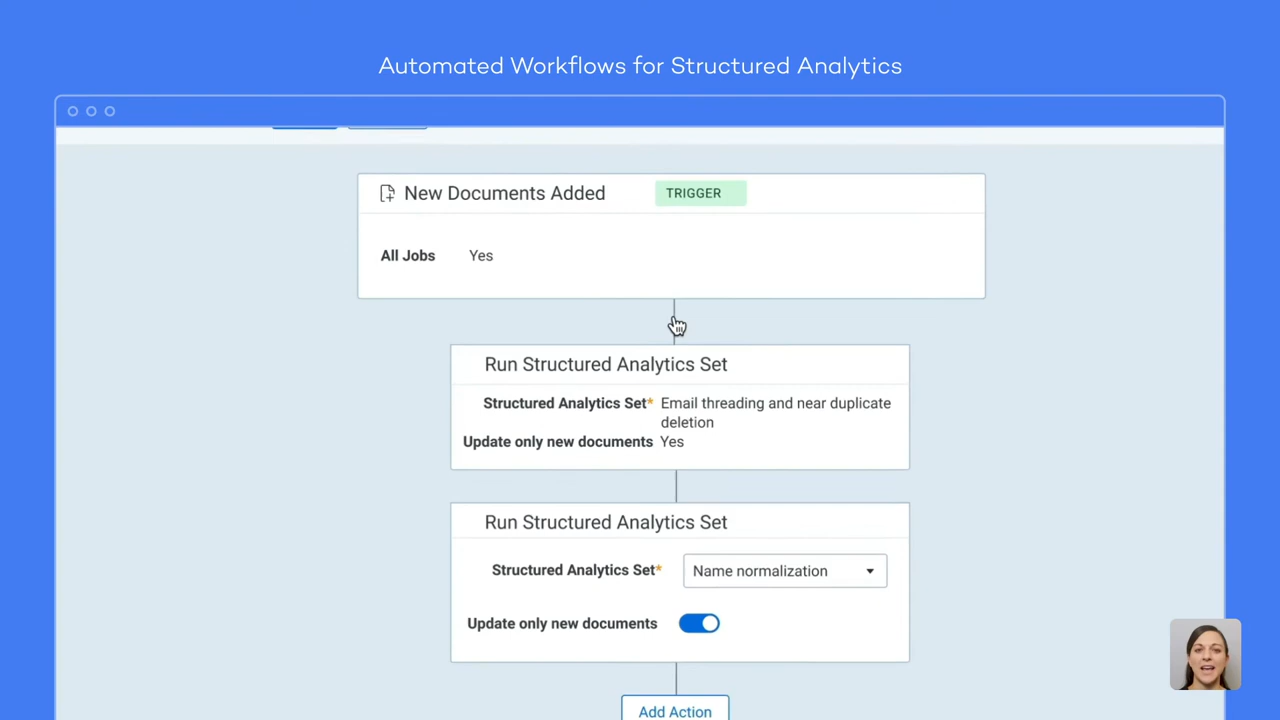 Automated Workflows for Structured Analytics
New Documents Added TRIGGER
All Jobs Yes
Run Structured Analytics Set
Structured Analytics Set* Email threading and near duplicate
deletion
Update only new documents Yes
Run Structured Analytics Set
Structured Analytics Set* Name normalization
Update only new documents
Add Action